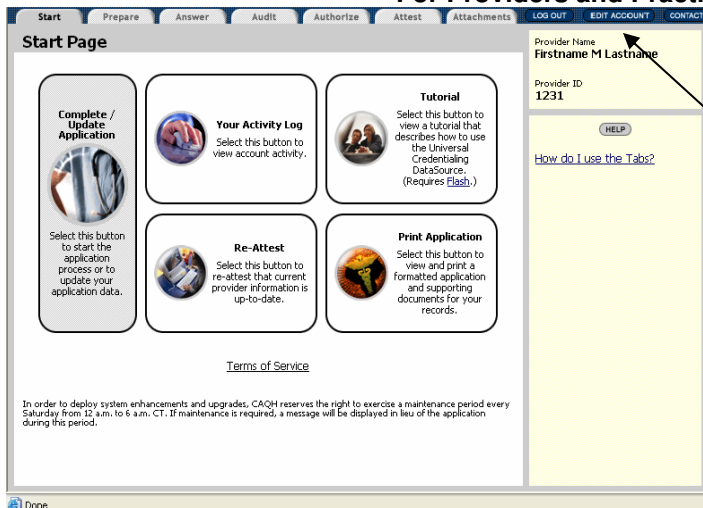 For Providers and Practi
Start Prepare Answer Audit Authorize Attest Attachments LOG OUT EDIT ACCOUNT CONTACT
Start Page
Provider Name
Firstname M Lastname
Provider ID
1231
HELP
How do I use the Tabs?
Complete /
Update
Application
Select this button
to start the
application
process or to
update your
application data.
Your Activity Log
Select this button to
view account activity.
Tutorial
Select this button to
view a tutorial that
describes how to use
the Universal
Credentialing
DataSource.
(Requires Flash.)
Re-Attest
Select this button to
re-attest that current
provider information is
up-to-date.
Print Application
Select this button to
view and print a
formatted application
and supporting
documents for your
records.
Terms of Service
In order to deploy system enhancements and upgrades, CAQH reserves the right to exercise a maintenance period every
Saturday from 12 a.m. to 6 a.m. CT. If maintenance is required, a message will be displayed in lieu of the application
during this period.
Done